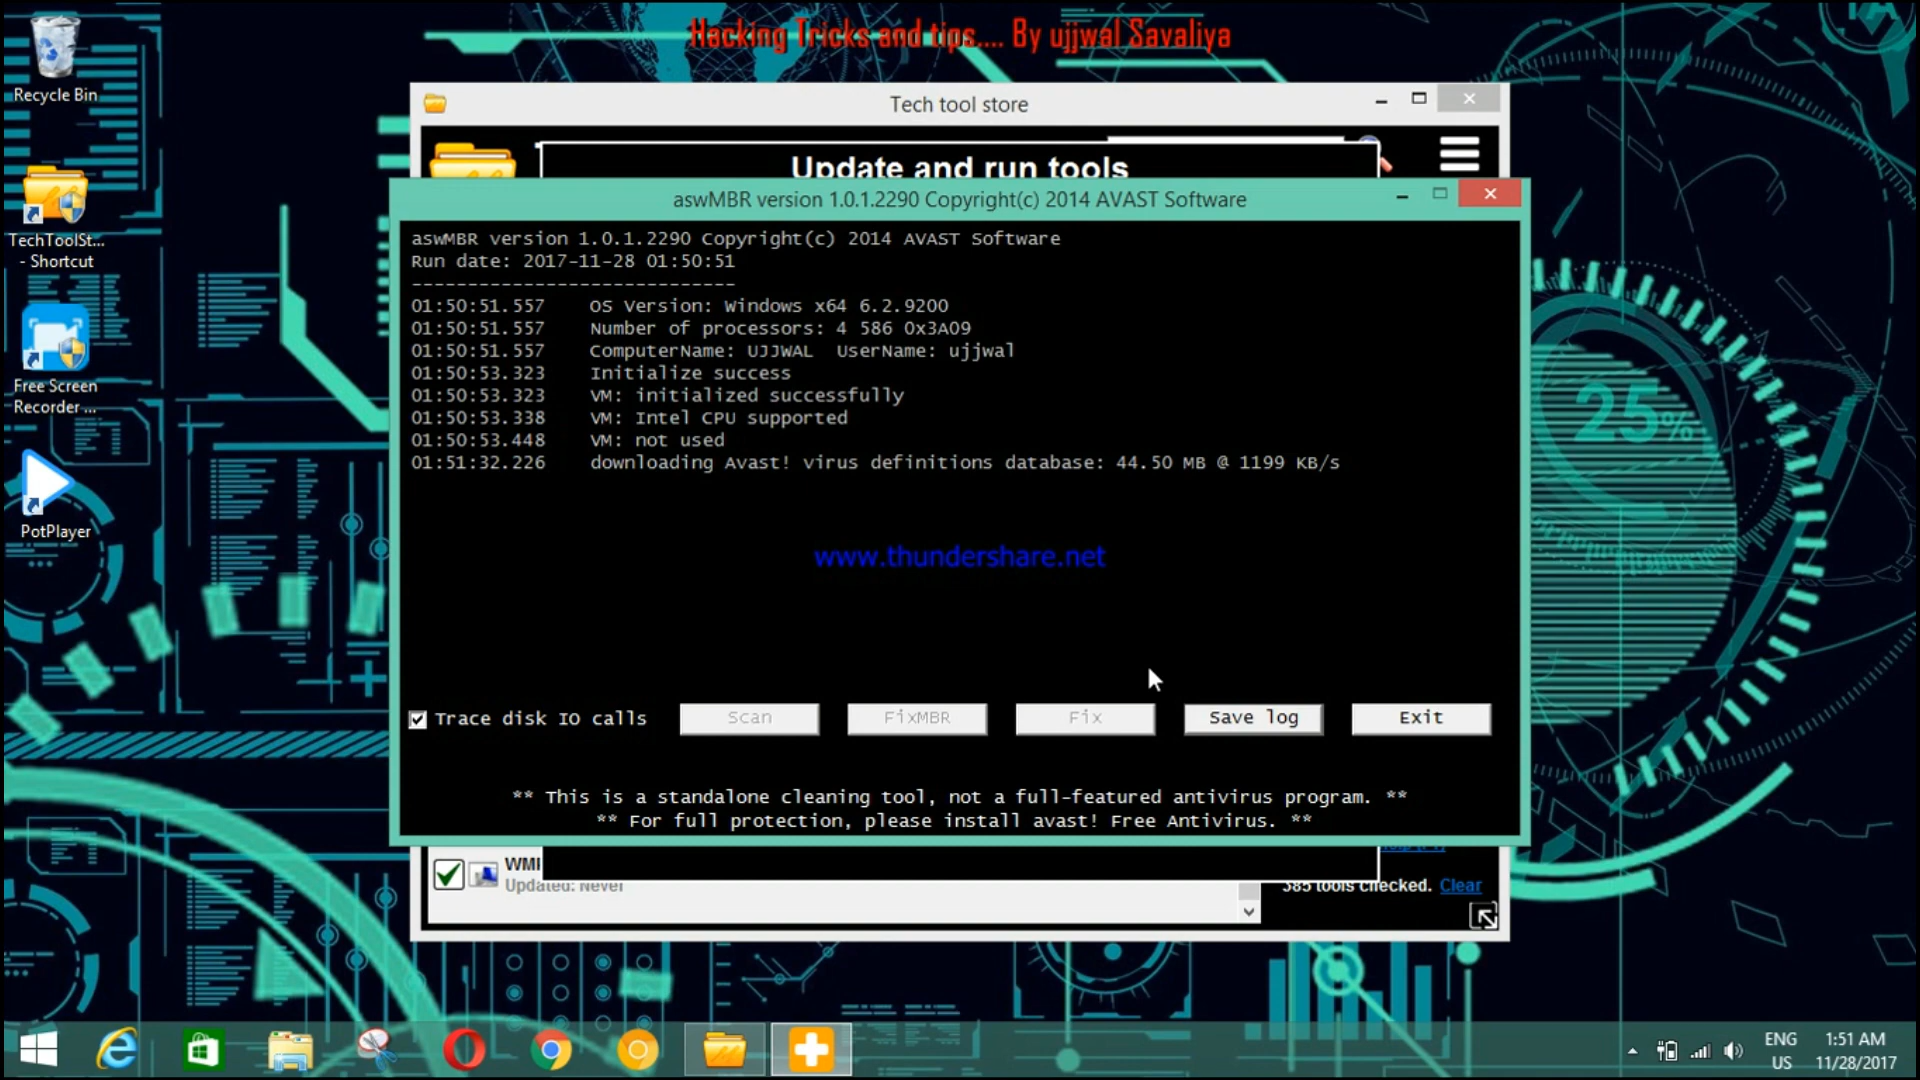 Hacking Tricks and tips.... By ujjwal Savaliya
Recycle Bin
TechToolSt...
- Shortcut
Free Screen
Recorder ...
PotPlayer
Tech tool store
Update and run tools
aswMBR version 1.0.1.2290 Copyright(c) 2014 AVAST Software
aswMBR version 1.0.1.2290 Copyright(c) 2014 AVAST Software
Run date: 2017-11-28 01:50:51
-----------------------------
01:50:51.557 OS Version: Windows x64 6.2.9200
01:50:51.557 Number of processors: 4 586 0x3A09
01:50:51.557 ComputerName: UJJWAL UserName: ujjwal
01:50:53.323 Initialize success
01:50:53.323 VM: initialized successfully
01:50:53.338 VM: Intel CPU supported
01:50:53.448 VM: not used
01:51:32.226 downloading Avast! virus definitions database: 44.50 MB @ 1199 KB/s
www.thundershare.net
Trace disk IO calls
Scan
FixMBR
Fix
Save log
Exit
** This is a standalone cleaning tool, not a full-featured antivirus program. **
** For full protection, please install avast! Free Antivirus. **
WMI
Updated: Never
385 tools checked. Clear
25%
ENG
US
1:51 AM
11/28/2017